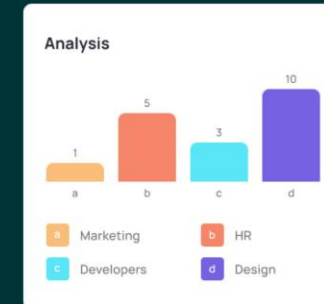 Analysis
10
5
3
1
a b c d
a Marketing b HR
c Developers d Design